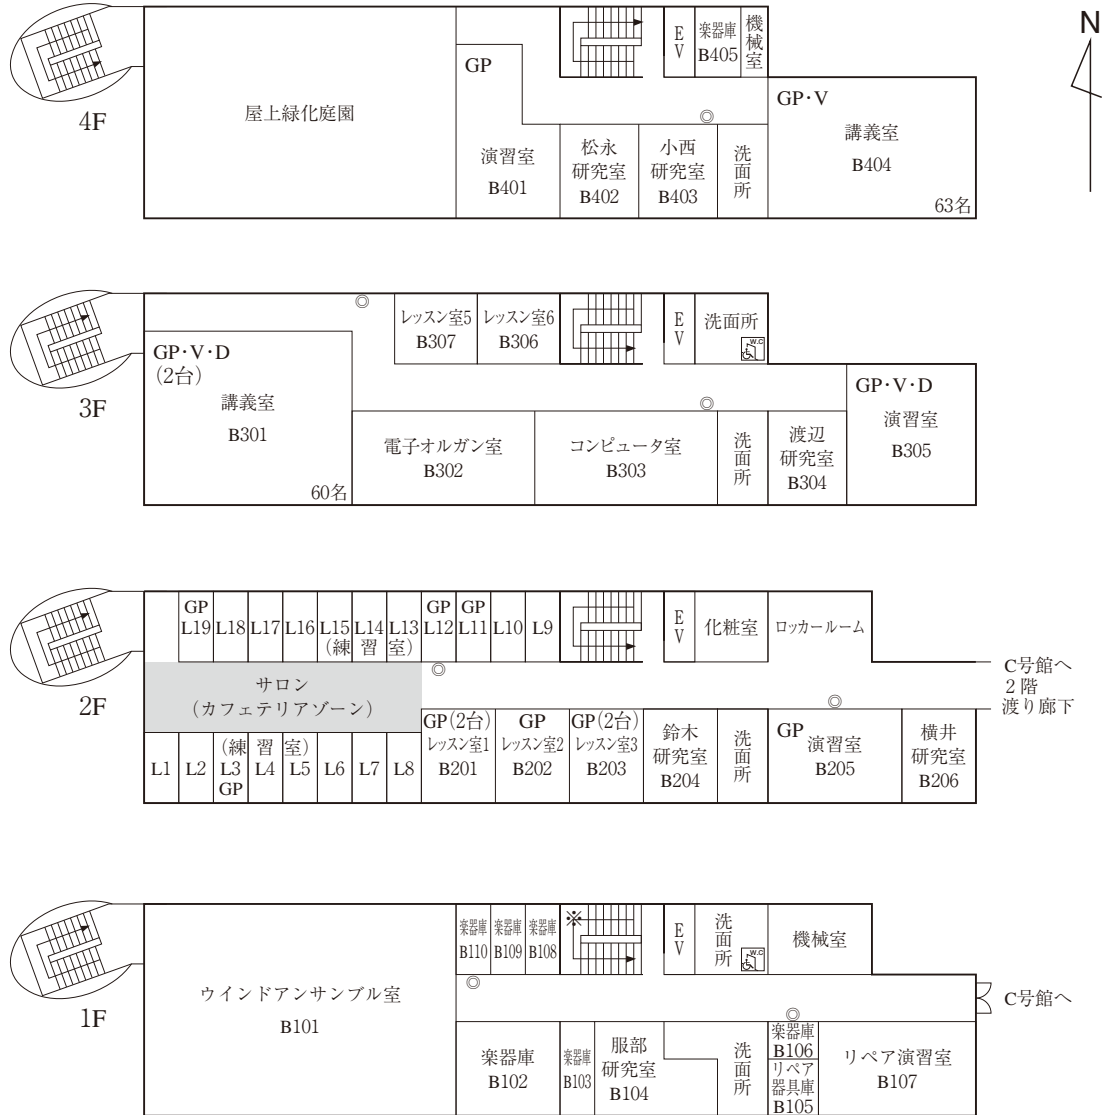 N
4F
屋上緑化庭園
GP
演習室
B401
EV
楽器庫
B405
機械室
松永
研究室
B402
小西
研究室
B403
洗面所
GP・V
講義室
B404
63名
3F
GP・V・D
(2台)
講義室
B301
60名
レッスン室5
B307
レッスン室6
B306
EV
洗面所
W.C
電子オルガン室
B302
コンピュータ室
B303
洗面所
渡辺
研究室
B304
GP・V・D
演習室
B305
2F
GP
L19
L18
L17
L16
L15
L14
L13
(練習室)
GP
L12
GP
L11
L10
L9
EV
化粧室
ロッカールーム
サロン
(カフェテリアゾーン)
C号館へ
2階
渡り廊下
L1
L2
(練習室)
L3
GP
L4
L5
L6
L7
L8
GP(2台)
レッスン室1
B201
GP
レッスン室2
B202
GP(2台)
レッスン室3
B203
鈴木
研究室
B204
洗面所
GP
演習室
B205
横井
研究室
B206
1F
ウインドアンサンブル室
B101
楽器庫
B110
楽器庫
B109
楽器庫
B108
※
EV
洗面所
W.C
機械室
C号館へ
楽器庫
B102
楽器庫
B103
服部
研究室
B104
洗面所
楽器庫
B106
リペア
器具庫
B105
リペア演習室
B107